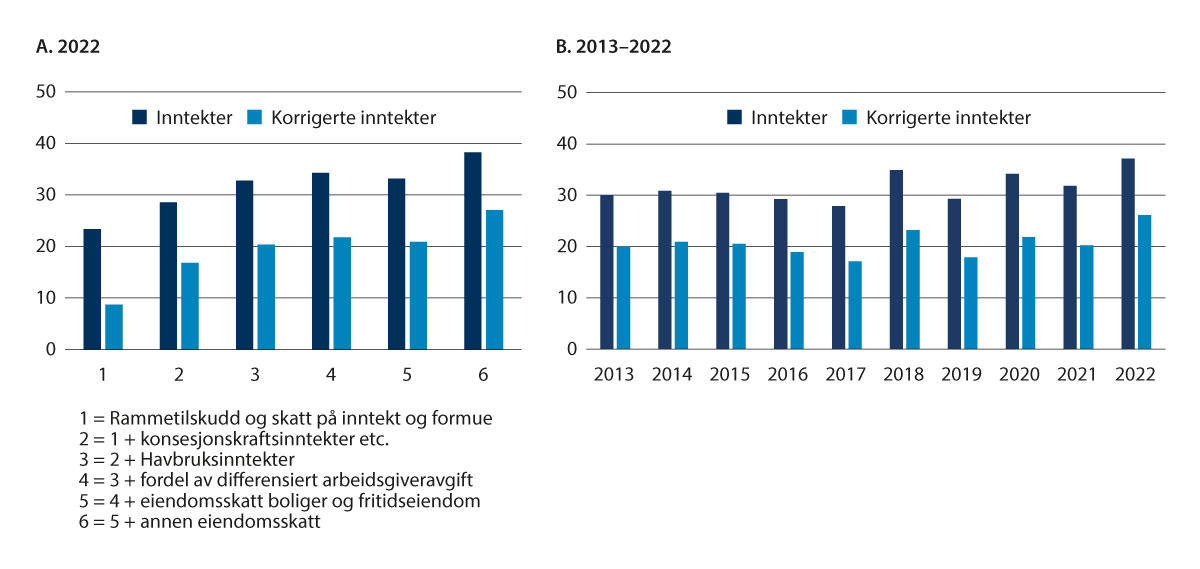 A. 2022
50
Inntekter Korrigerte inntekter
40
30
20
10
0
1 2 3 4 5 6
1 = Rammetilskudd og skatt på inntekt og formue
2 = 1 + konsesjonskraftsinntekter etc.
3 = 2 + Havbruksinntekter
4 = 3 + fordel av differensiert arbeidsgiveravgift
5 = 4 + eiendomsskatt boliger og fritidseiendom
6 = 5 + annen eiendomsskatt
B. 2013–2022
50
Inntekter Korrigerte inntekter
40
30
20
10
0
2013 2014 2015 2016 2017 2018 2019 2020 2021 2022